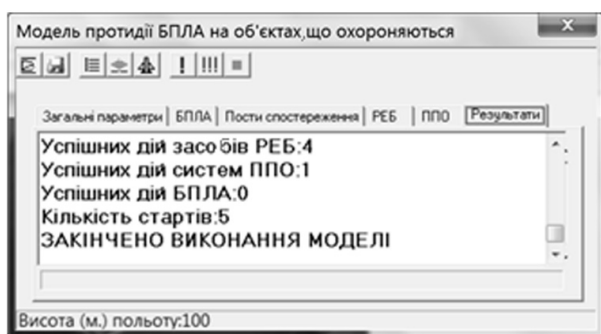 Модель протидії БПЛА на об'єктах,що охороняються
Загальні параметри БПЛА Пости спостереження РЕБ ППО Результати
Успішних дій засобів РЕБ:4
Успішних дій систем ППО:1
Успішних дій БПЛА:0
Кількість стартів:5
ЗАКІНЧЕНО ВИКОНАННЯ МОДЕЛІ
Висота (м.) польоту:100